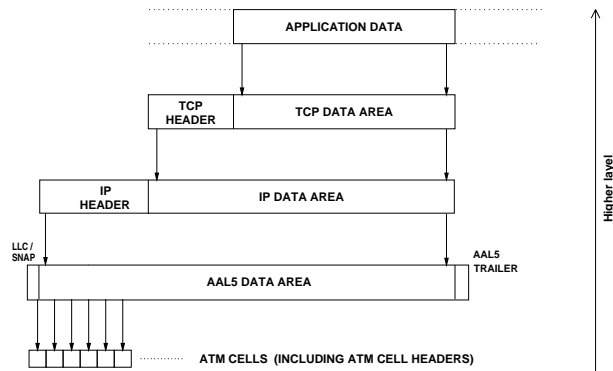 APPLICATION DATA
TCP
HEADER
TCP DATA AREA
IP
HEADER
IP DATA AREA
LLC /
SNAP
AAL5 DATA AREA
AAL5
TRAILER
ATM CELLS (INCLUDING ATM CELL HEADERS)
Higher level